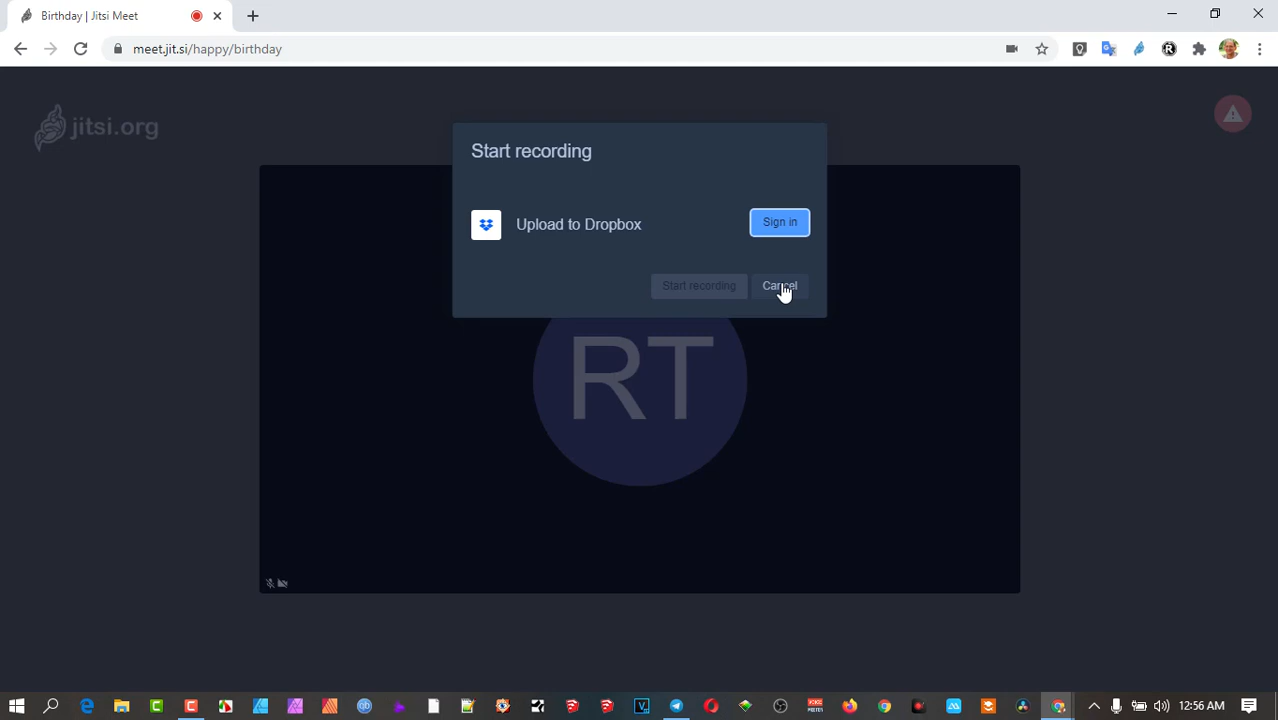 Birthday | Jitsi Meet
meet.jit.si/happy/birthday
jitsi.org
Start recording
Upload to Dropbox
Sign in
Start recording
Cancel
RT
12:56 AM